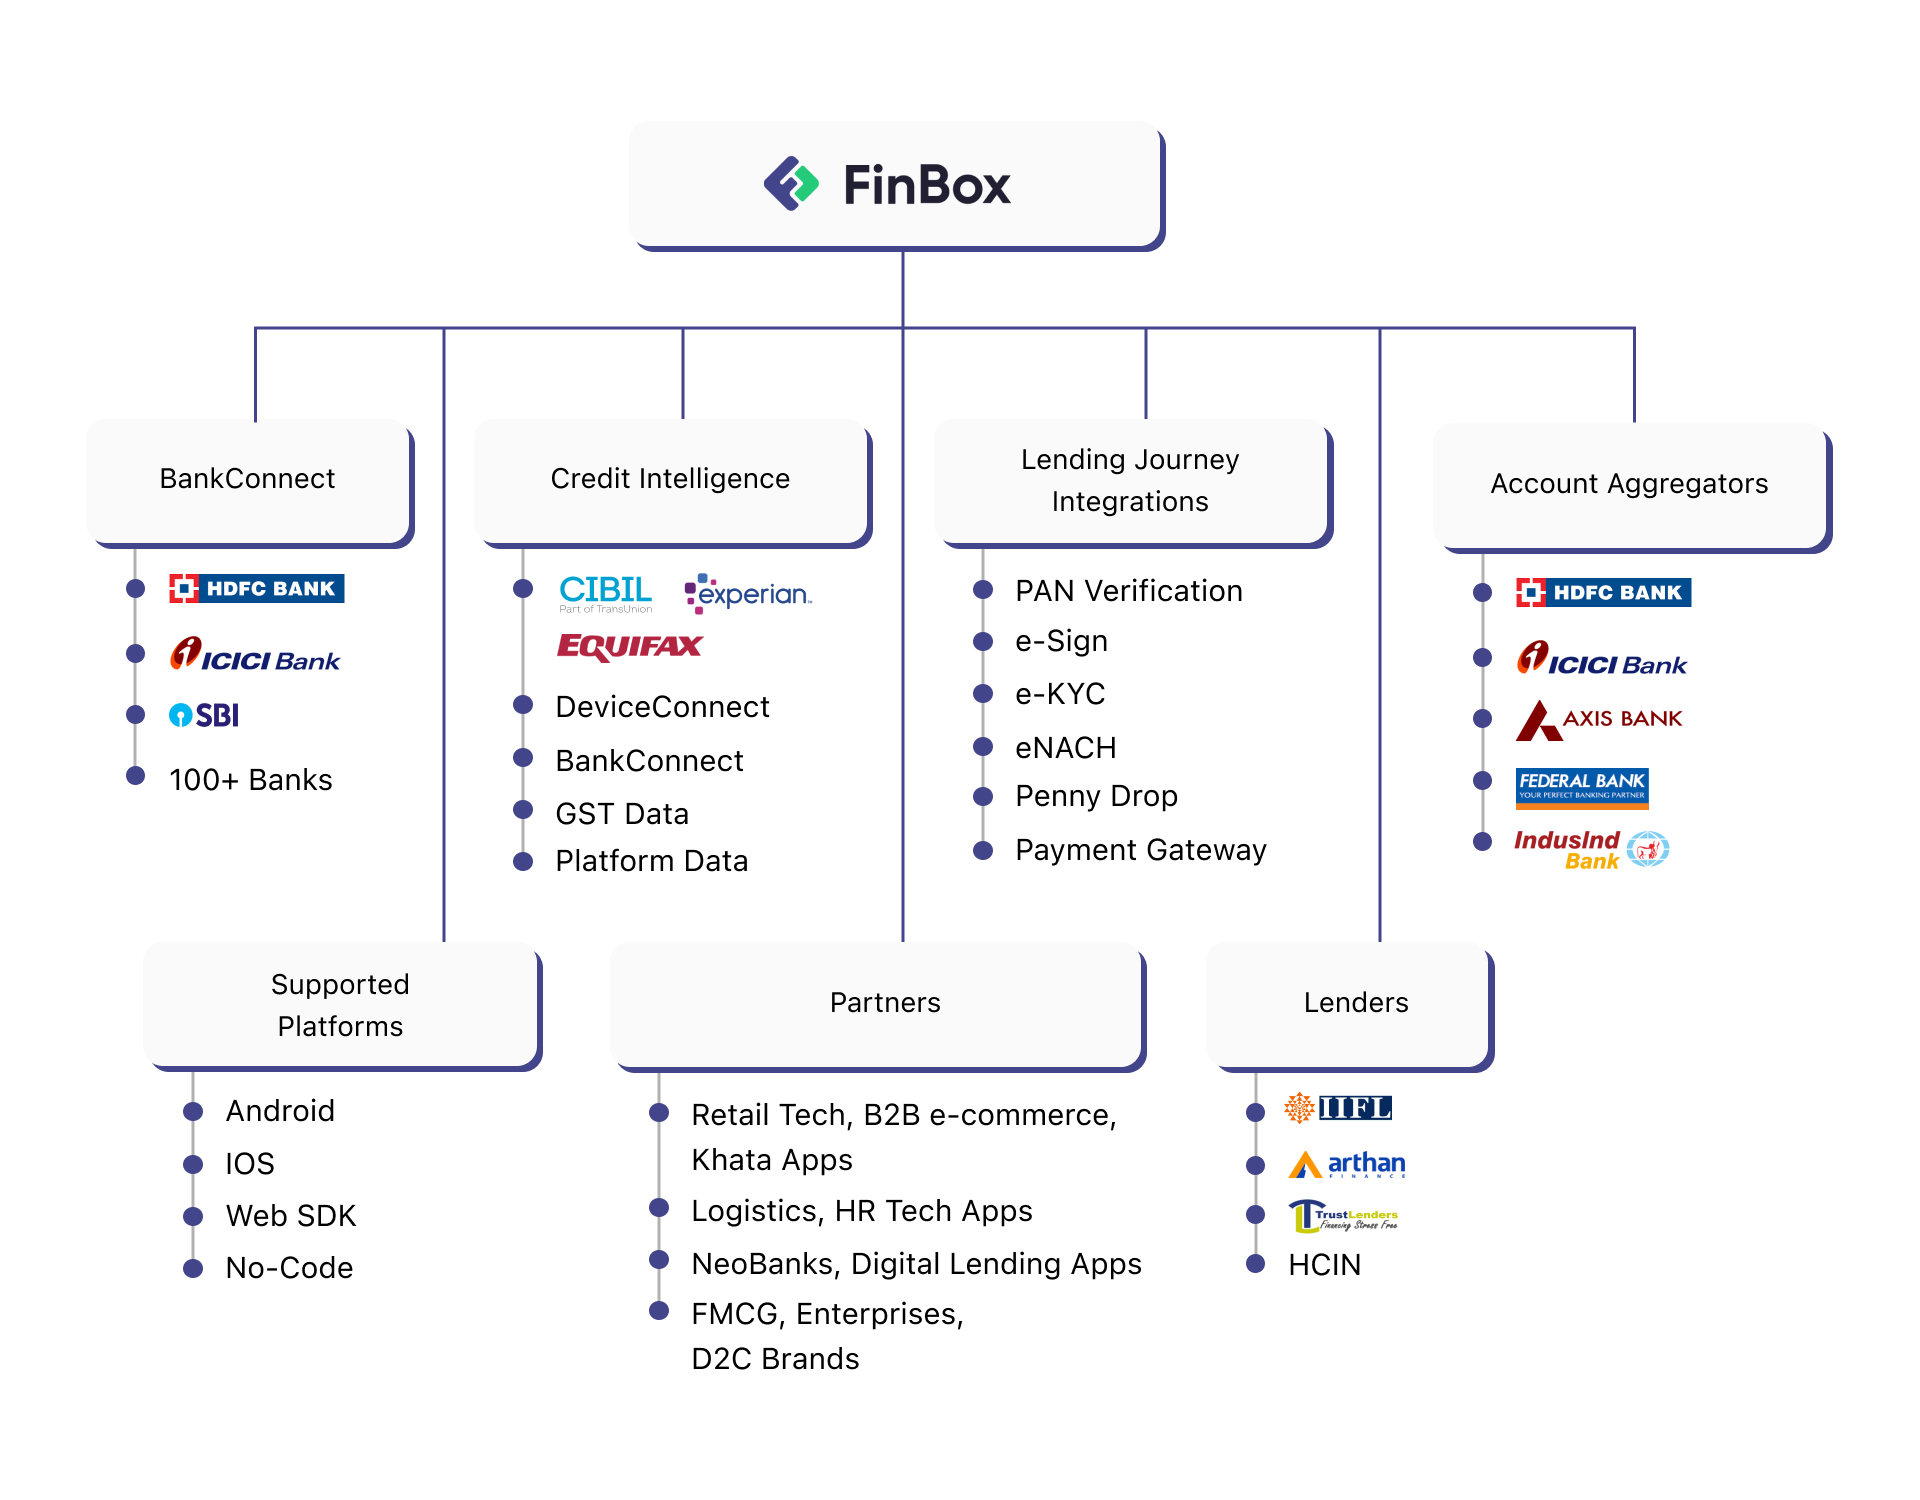 FinBox
BankConnect
HDFC BANK
ICICI Bank
SBI
100+ Banks
Credit Intelligence
CIBIL
Part of TransUnion
experian™
EQUIFAX
DeviceConnect
BankConnect
GST Data
Platform Data
Lending Journey
Integrations
PAN Verification
e-Sign
e-KYC
eNACH
Penny Drop
Payment Gateway
Account Aggregators
HDFC BANK
ICICI Bank
AXIS BANK
FEDERAL BANK
YOUR PERFECT BANKING PARTNER
IndusInd
Bank
Supported
Platforms
Android
IOS
Web SDK
No-Code
Partners
Retail Tech, B2B e-commerce,
Khata Apps
Logistics, HR Tech Apps
NeoBanks, Digital Lending Apps
FMCG, Enterprises,
D2C Brands
Lenders
IIFL
arthan
FINANCE
TrustLenders
Financing Stress Free
HCIN